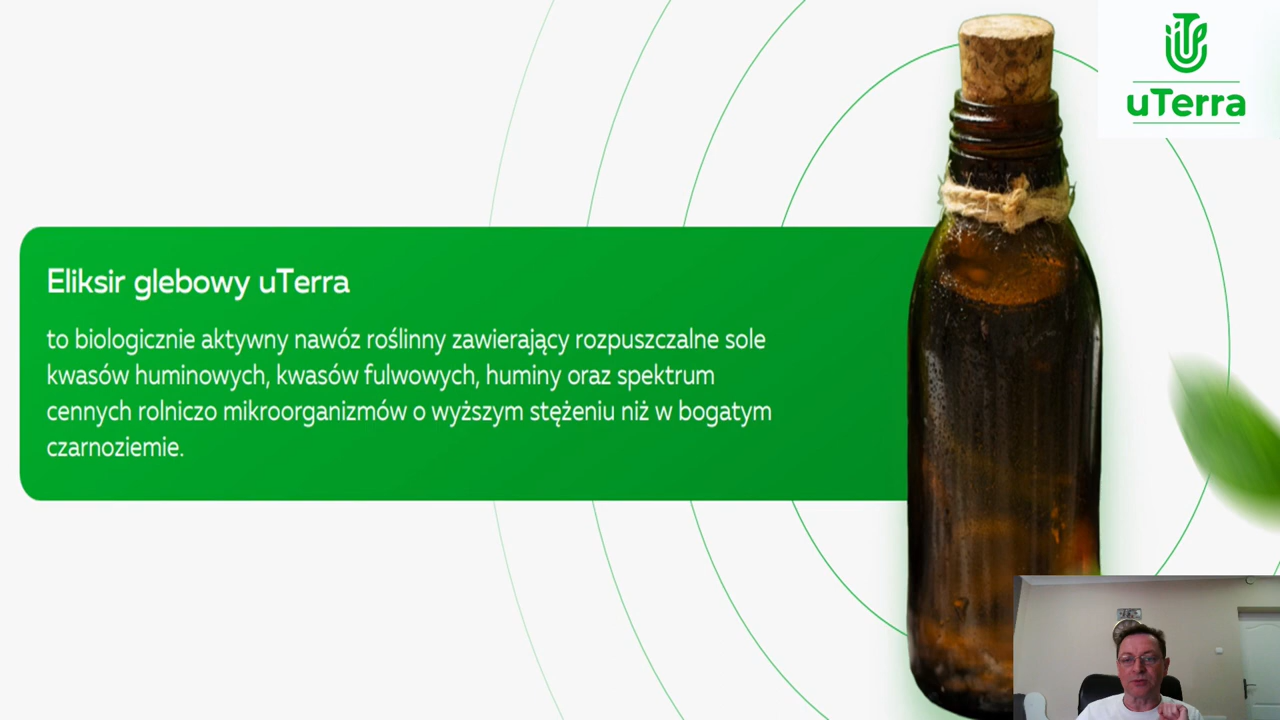 uTerra
Eliksir glebowy uTerra
to biologicznie aktywny nawóz roślinny zawierający rozpuszczalne sole
kwasów huminowych, kwasów fulwowych, huminy oraz spektrum
cennych rolniczo mikroorganizmów o wyższym stężeniu niż w bogatym
czarnoziemie.